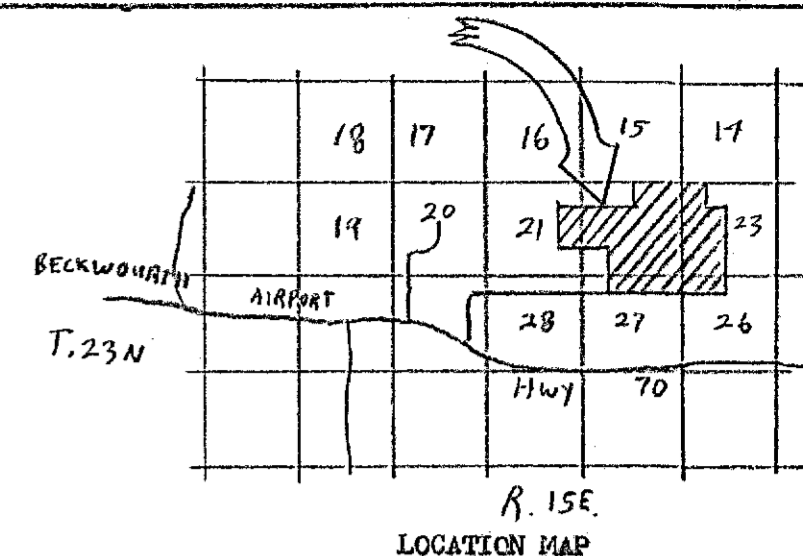 18 17 16 15 14
19 20 21 23
BECKWOURTH
AIRPORT
T. 23 N
28 27 26
HWY 70
R. 15E.
LOCATION MAP